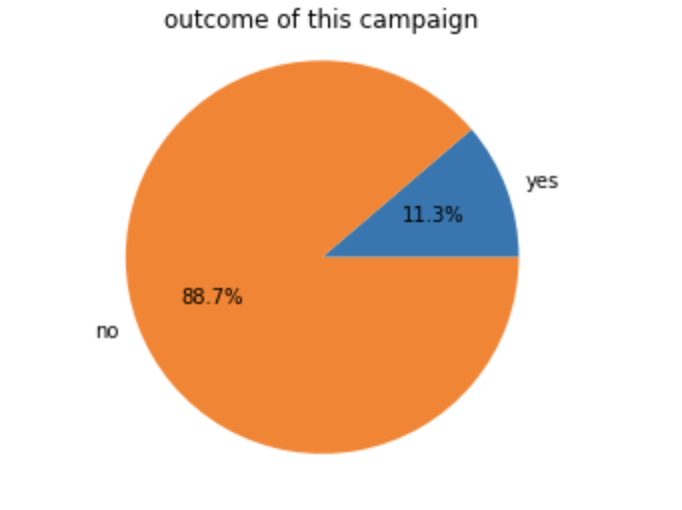 outcome of this campaign
yes
11.3%
88.7%
no